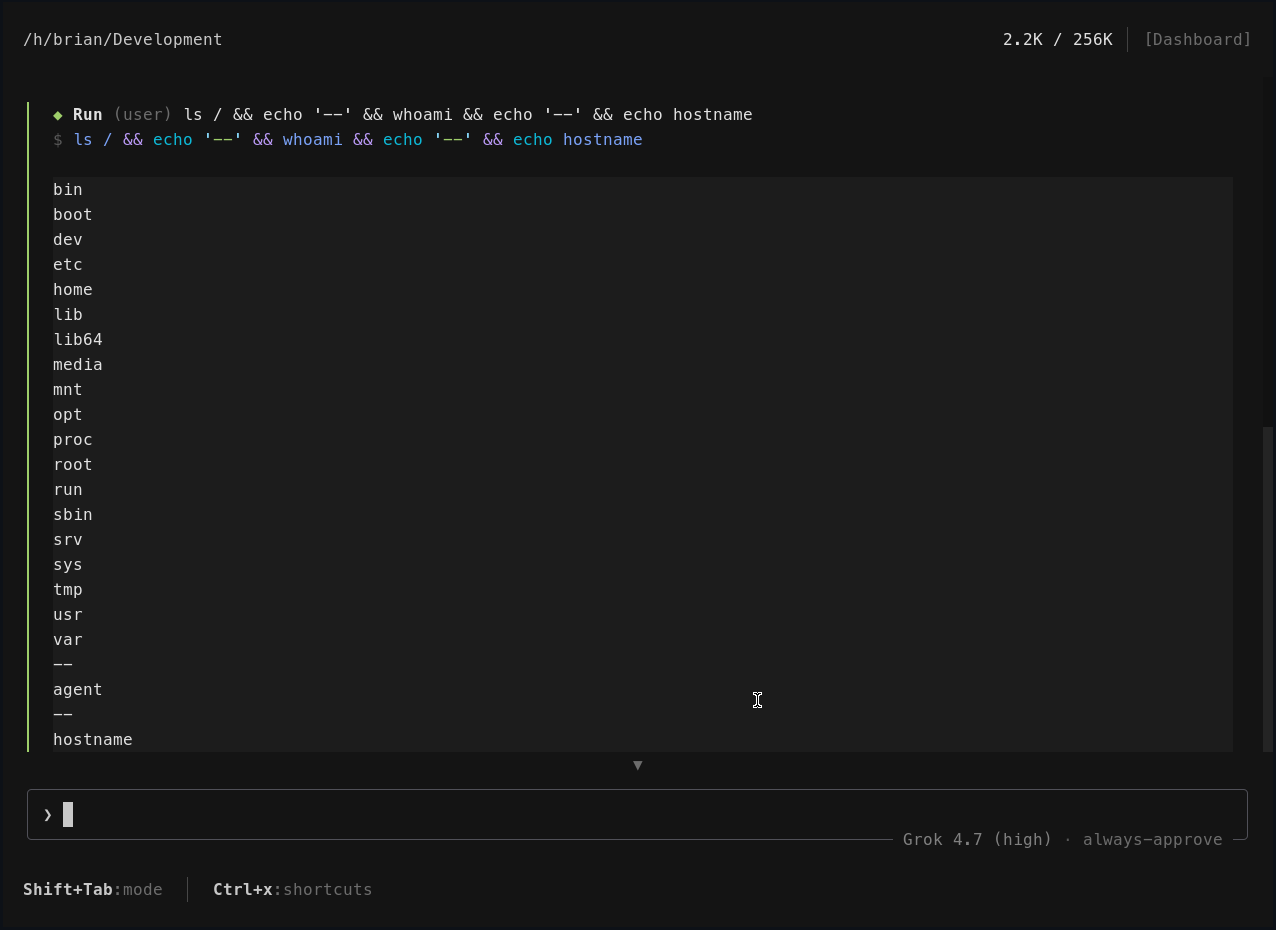 /h/brian/Development 2.2K / 256K │ [Dashboard]
◆ Run (user) ls / && echo '--' && whoami && echo '--' && echo hostname
$ ls / && echo '--' && whoami && echo '--' && echo hostname
bin
boot
dev
etc
home
lib
lib64
media
mnt
opt
proc
root
run
sbin
srv
sys
tmp
usr
var
--
agent
--
hostname
▼
❯
Grok 4.7 (high) · always-approve
Shift+Tab:mode │ Ctrl+x:shortcuts